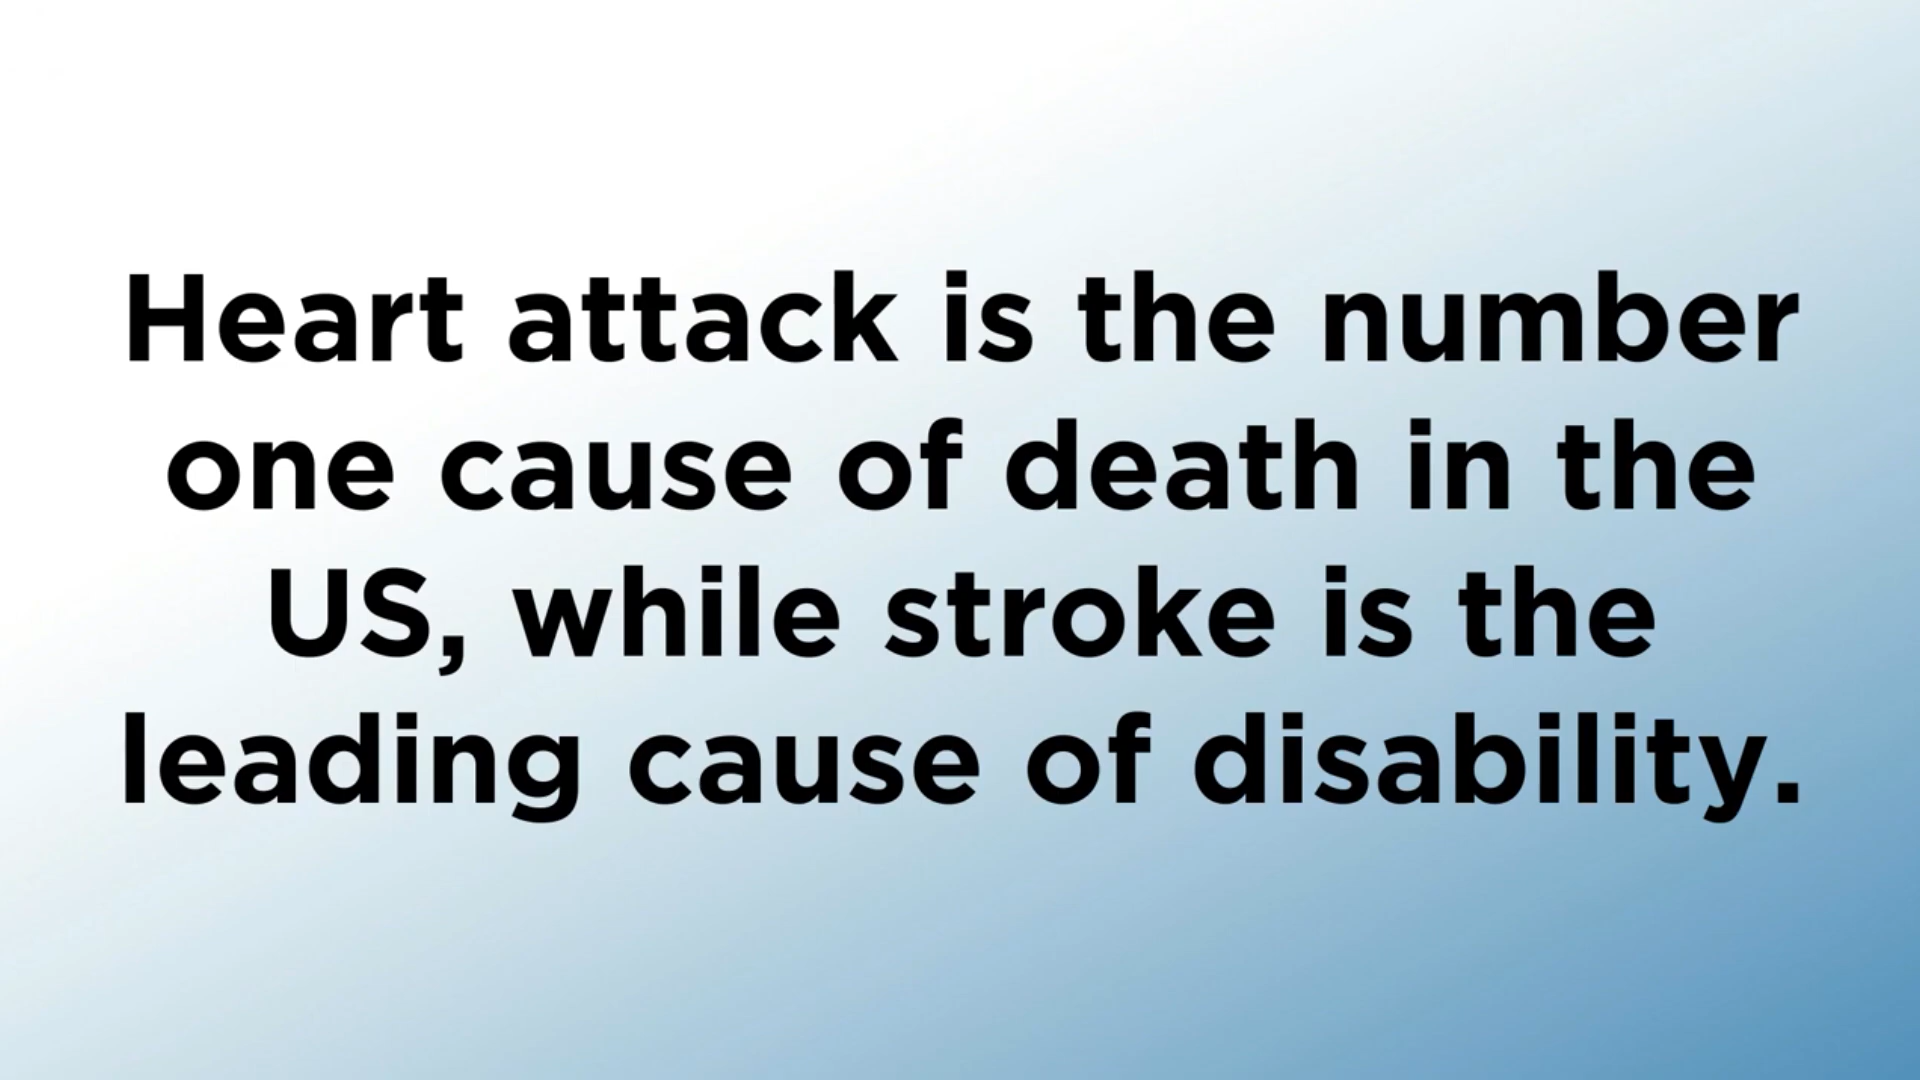 Heart attack is the number
one cause of death in the
US, while stroke is the
leading cause of disability.